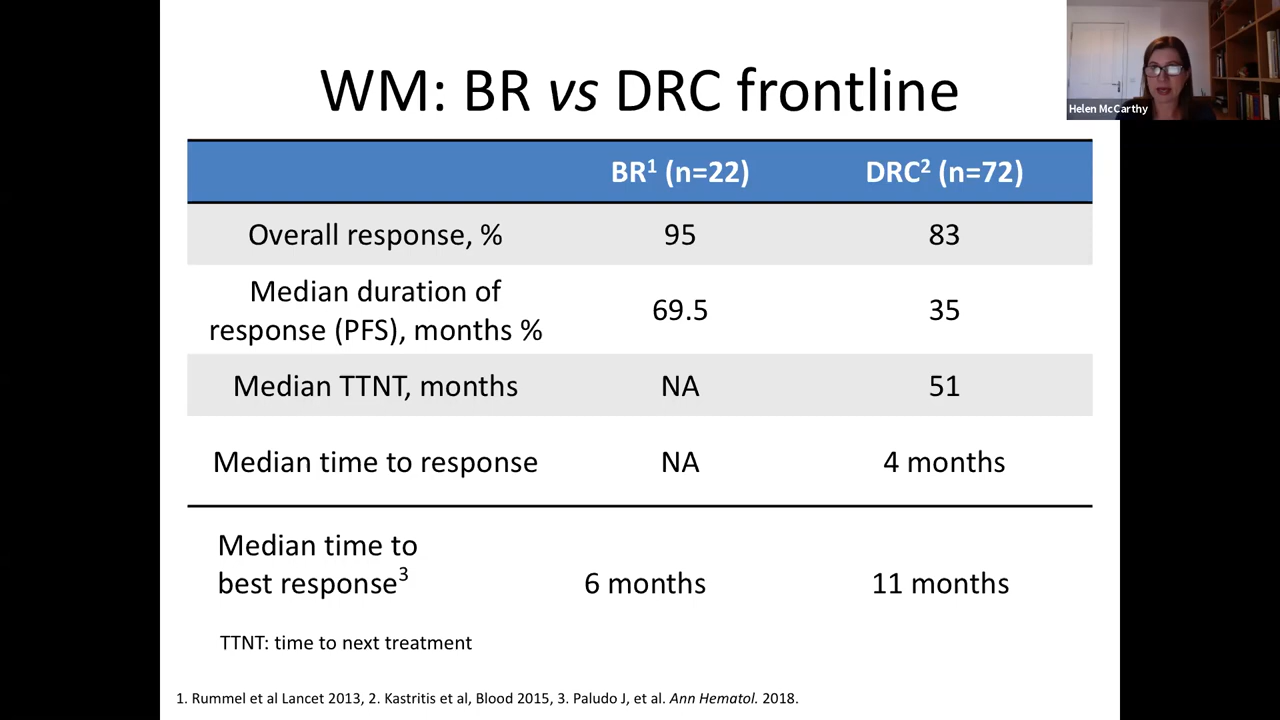 WM: BR vs DRC frontline
Helen McCarthy
BR1 (n=22) DRC2 (n=72)
Overall response, % 95 83
Median duration of
response (PFS), months % 69.5 35
Median TTNT, months NA 51
Median time to response NA 4 months
Median time to
best response3 6 months 11 months
TTNT: time to next treatment
1. Rummel et al Lancet 2013, 2. Kastritis et al, Blood 2015, 3. Paludo J, et al. Ann Hematol. 2018.